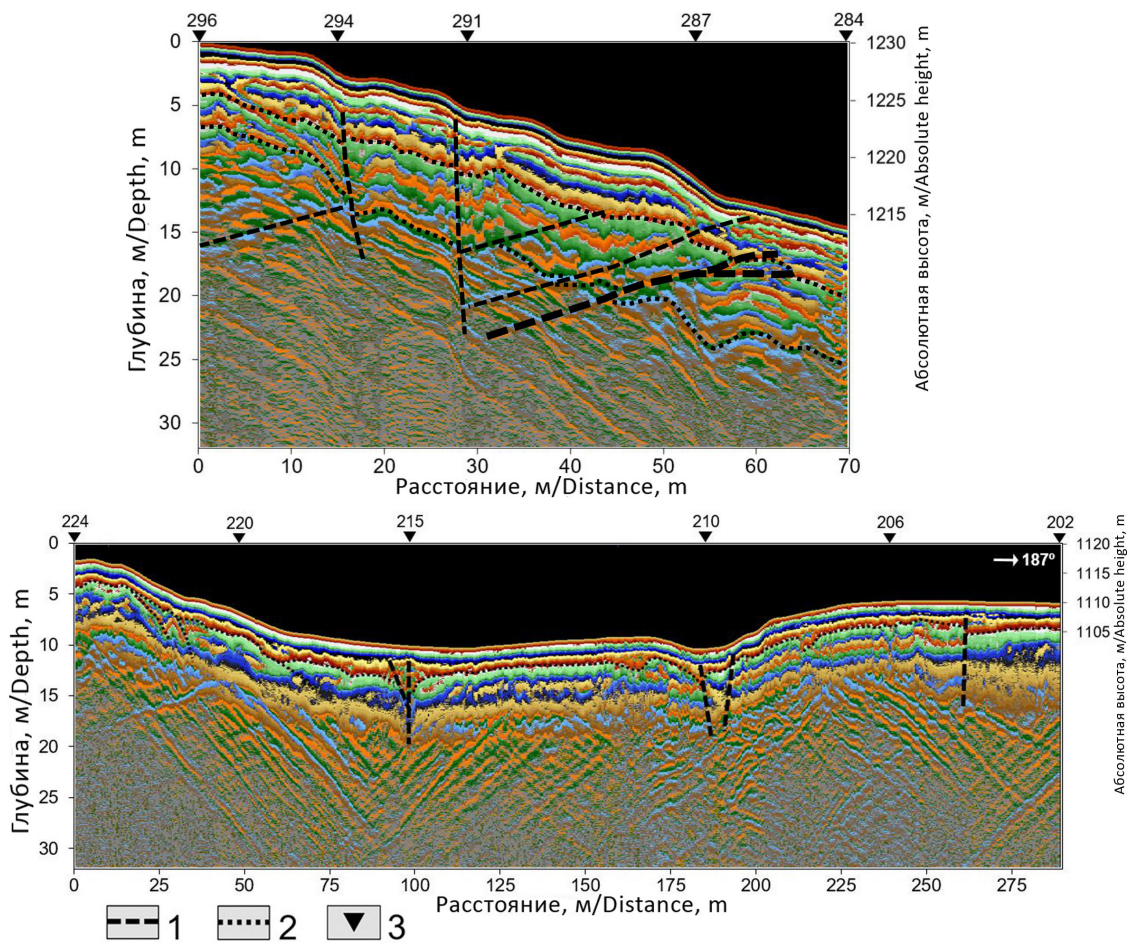 296 294 291 287 284
0 1230
5 1225
10 1220
15 1215
20
25
30
Глубина, м/Depth, m
Абсолютная высота, м/Absolute height, m
0 10 20 30 40 50 60 70
Расстояние, м/Distance, m
224 220 215 210 206 202
0 1120
187º
5 1115
1110
10 1105
15
20
25
30
Глубина, м/Depth, m
Абсолютная высота, м/Absolute height, m
0 25 50 75 100 125 150 175 200 225 250 275
Расстояние, м/Distance, m
1 2 3